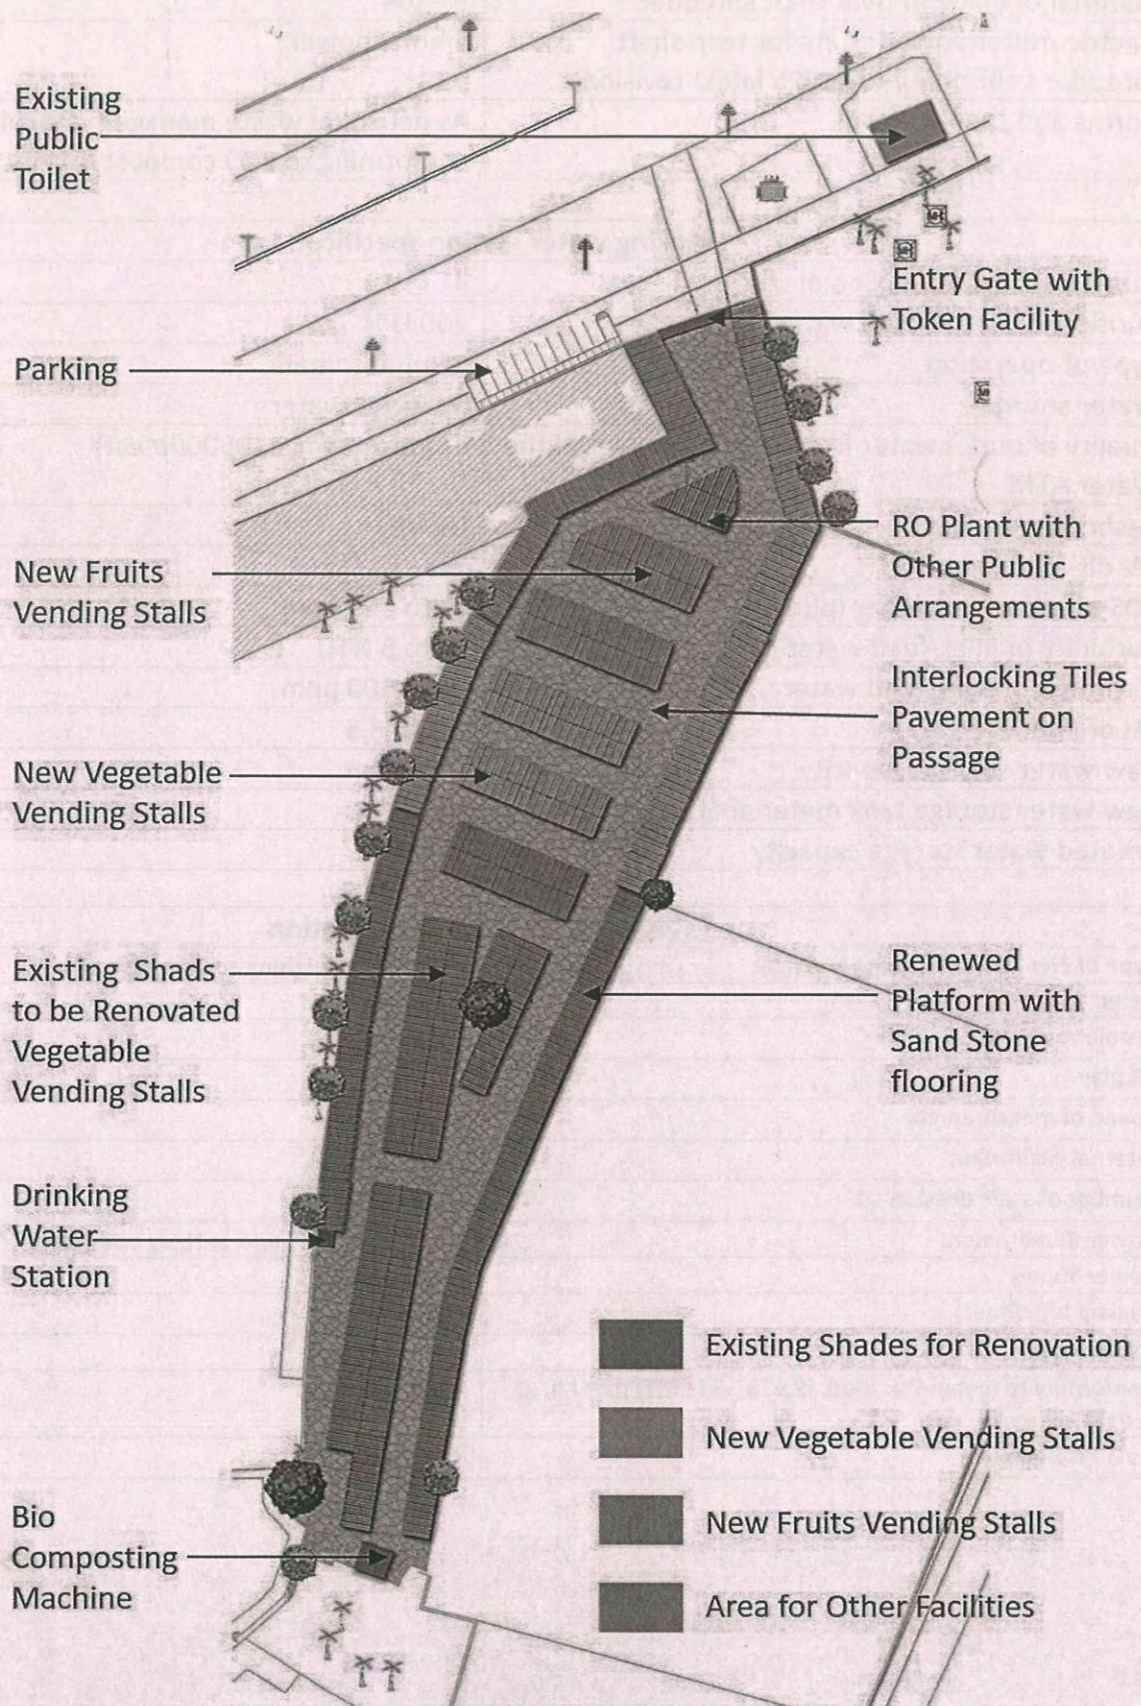 Existing
Public
Toilet
Entry Gate with
Token Facility
Parking
RO Plant with
Other Public
Arrangements
New Fruits
Vending Stalls
Interlocking Tiles
Pavement on
Passage
New Vegetable
Vending Stalls
Existing Shads
to be Renovated
Vegetable
Vending Stalls
Renewed
Platform with
Sand Stone
flooring
Drinking
Water
Station
Bio
Composting
Machine
Existing Shades for Renovation
New Vegetable Vending Stalls
New Fruits Vending Stalls
Area for Other Facilities